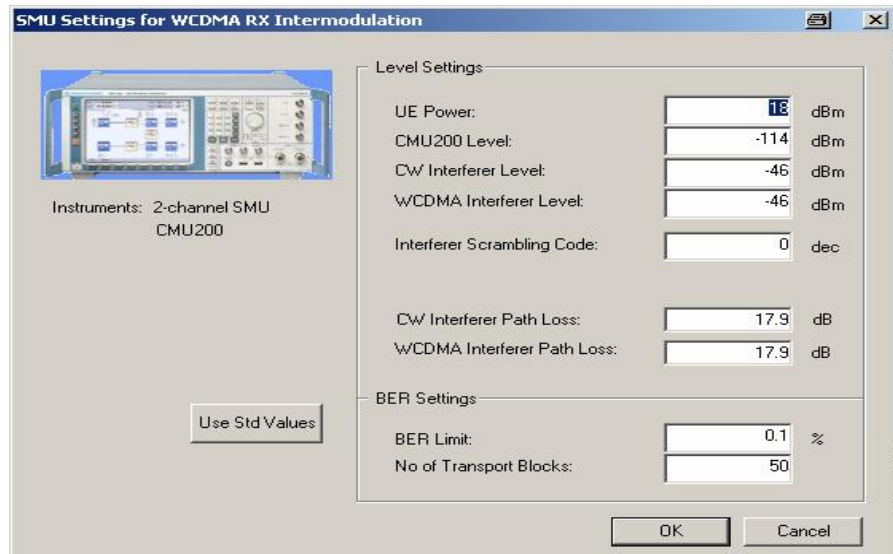 SMU Settings for WCDMA RX Intermodulation
Level Settings
UE Power: 18 dBm
CMU200 Level: -114 dBm
CW Interferer Level: -46 dBm
WCDMA Interferer Level: -46 dBm
Interferer Scrambling Code: 0 dec
CW Interferer Path Loss: 17.9 dB
WCDMA Interferer Path Loss: 17.9 dB
Instruments: 2-channel SMU
CMU200
Use Std Values
BER Settings
BER Limit: 0.1 %
No of Transport Blocks: 50
OK Cancel